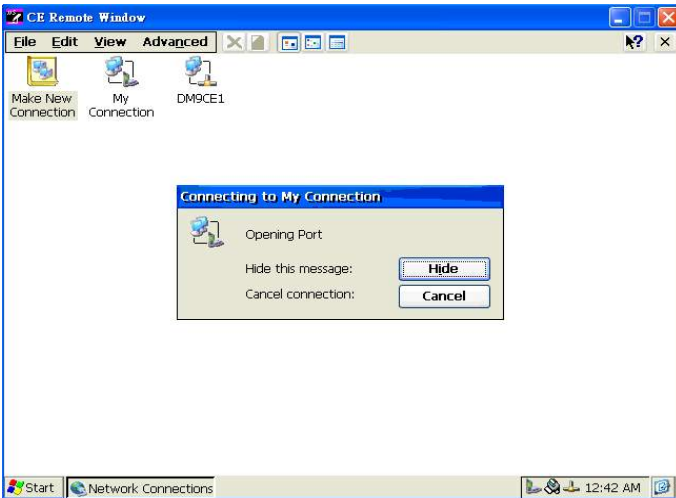 CE Remote Window
File Edit View Advanced ?
Make New Connection
My Connection
DM9CE1
Connecting to My Connection
Opening Port
Hide this message: Hide
Cancel connection: Cancel
Start Network Connections 12:42 AM